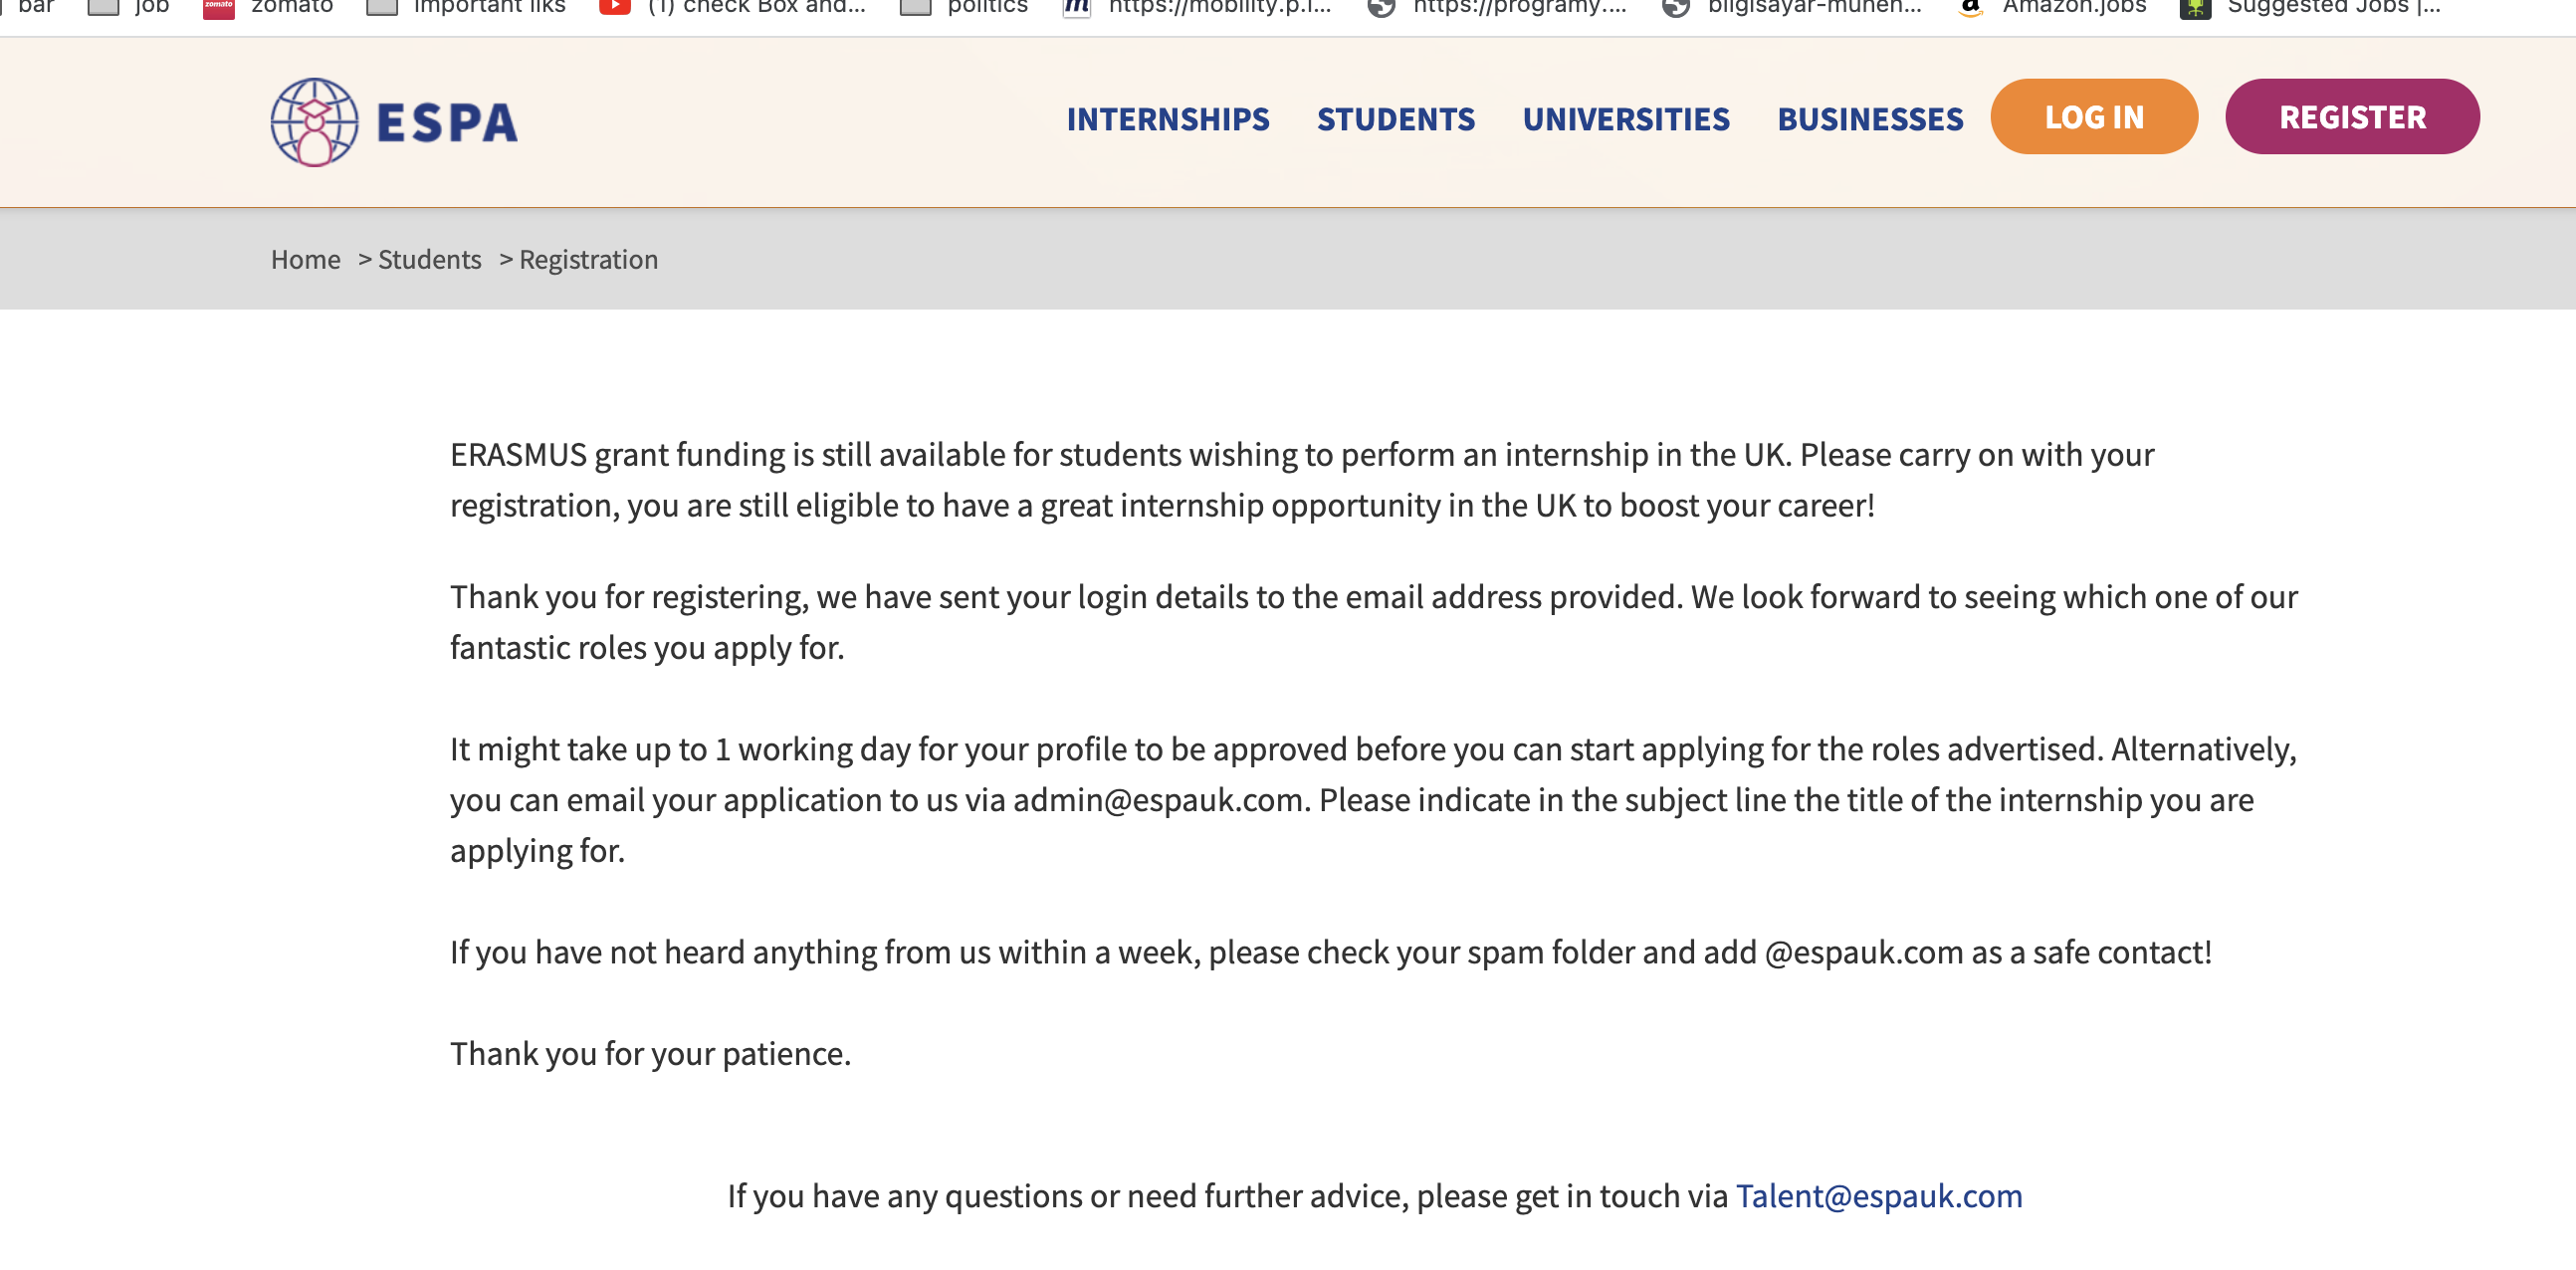 bar job zomato important liks (1) check Box and... politics https://mobility.p.l... https://programy.... bilgisayar-muhen... Amazon.jobs Suggested Jobs |...
ESPA INTERNSHIPS STUDENTS UNIVERSITIES BUSINESSES LOG IN REGISTER
Home > Students > Registration
ERASMUS grant funding is still available for students wishing to perform an internship in the UK. Please carry on with your
registration, you are still eligible to have a great internship opportunity in the UK to boost your career!
Thank you for registering, we have sent your login details to the email address provided. We look forward to seeing which one of our
fantastic roles you apply for.
It might take up to 1 working day for your profile to be approved before you can start applying for the roles advertised. Alternatively,
you can email your application to us via admin@espauk.com. Please indicate in the subject line the title of the internship you are
applying for.
If you have not heard anything from us within a week, please check your spam folder and add @espauk.com as a safe contact!
Thank you for your patience.
If you have any questions or need further advice, please get in touch via Talent@espauk.com